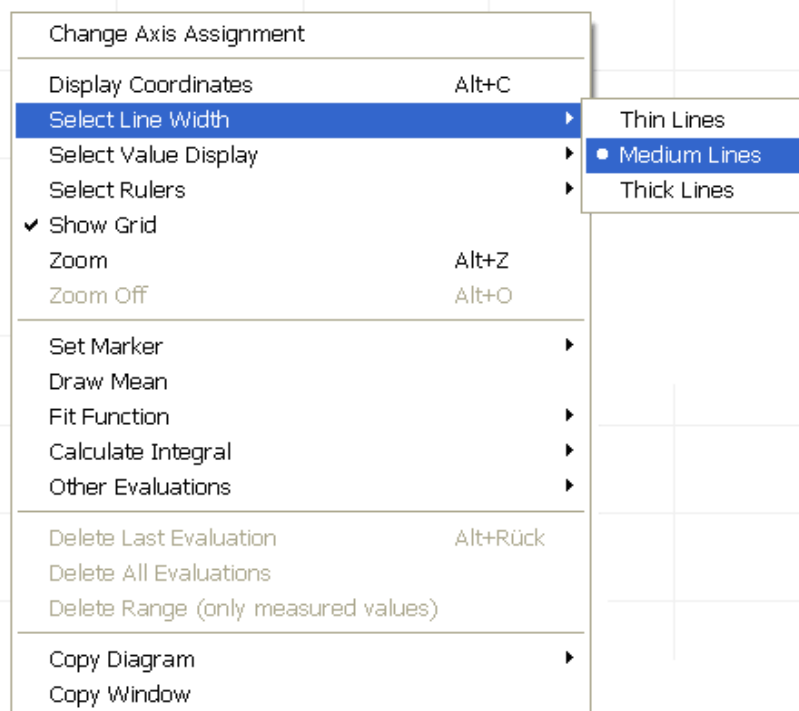 Change Axis Assignment
Display Coordinates Alt+C
Select Line Width
Thin Lines
Select Value Display
Medium Lines
Select Rulers
Thick Lines
Show Grid
Zoom Alt+Z
Zoom Off Alt+O
Set Marker
Draw Mean
Fit Function
Calculate Integral
Other Evaluations
Delete Last Evaluation Alt+Rück
Delete All Evaluations
Delete Range (only measured values)
Copy Diagram
Copy Window